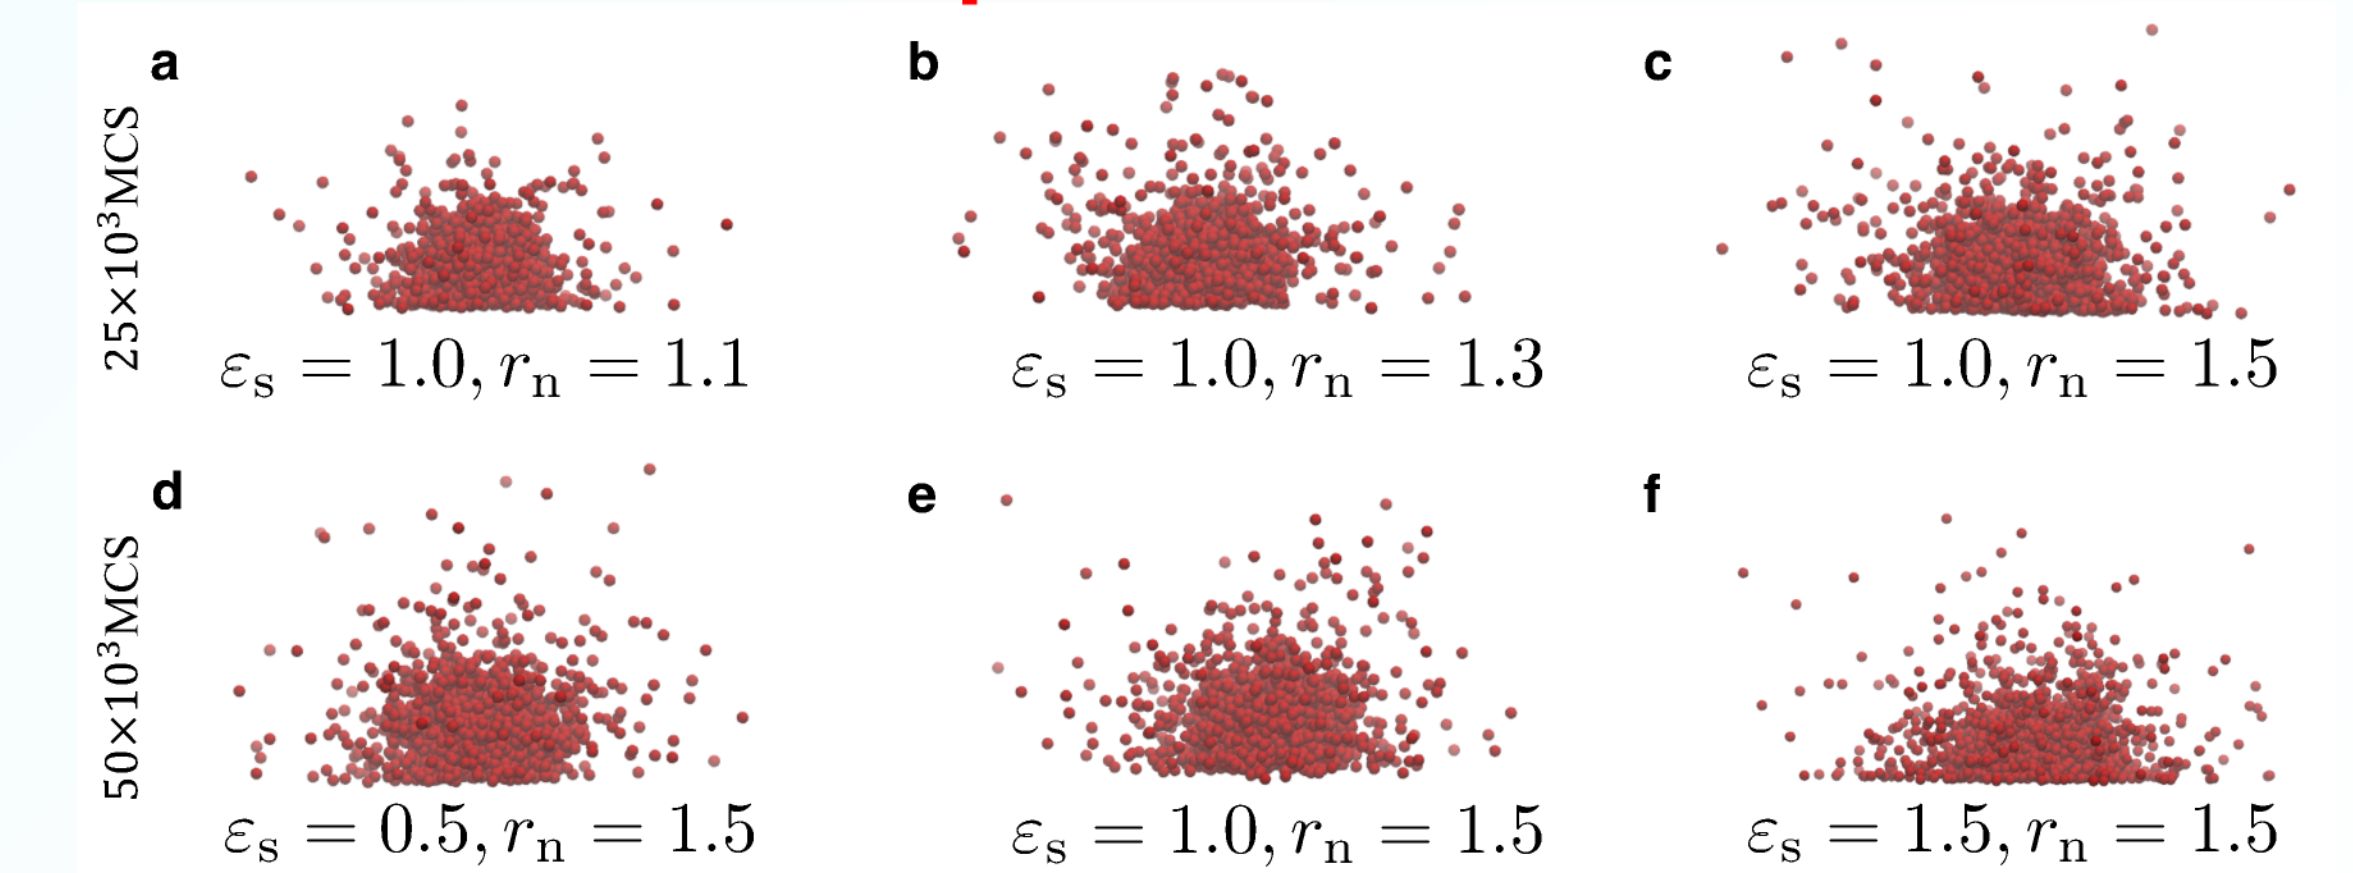 a b c
25×10³MCS
εₛ = 1.0, rₙ = 1.1
εₛ = 1.0, rₙ = 1.3
εₛ = 1.0, rₙ = 1.5
d e f
50×10³MCS
εₛ = 0.5, rₙ = 1.5
εₛ = 1.0, rₙ = 1.5
εₛ = 1.5, rₙ = 1.5